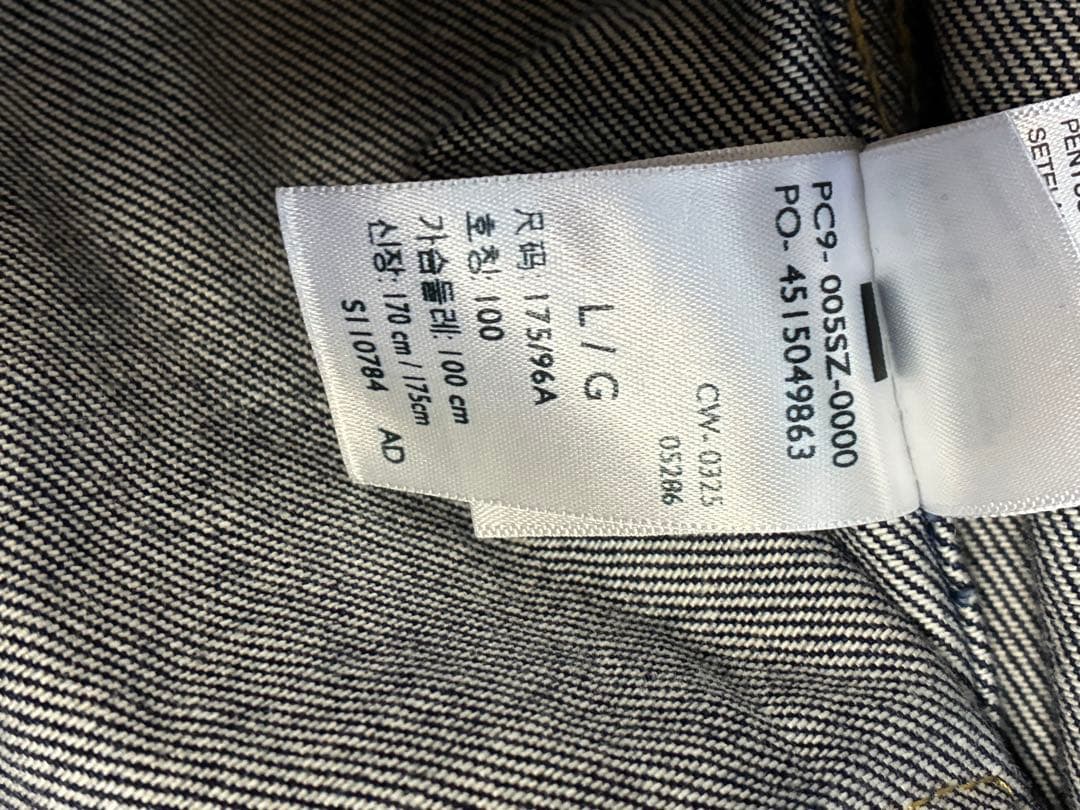 PC9- 005SZ-0000
PO- 4515049863
CW-0325
05286
L / G
尺码 175/96A
호칭: 100
가슴둘레: 100 cm
신장: 170 cm / 175cm
S110784 AD